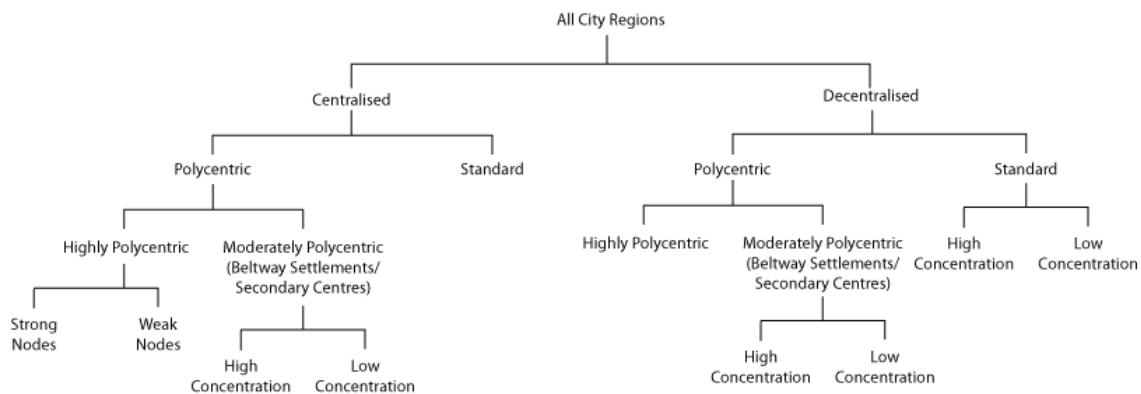 All City Regions
Centralised
Decentralised
Polycentric
Standard
Polycentric
Standard
Highly Polycentric
Moderately Polycentric
(Beltway Settlements/
Secondary Centres)
Highly Polycentric
Moderately Polycentric
(Beltway Settlements/
Secondary Centres)
High
Concentration
Low
Concentration
Strong
Nodes
Weak
Nodes
High
Concentration
Low
Concentration
High
Concentration
Low
Concentration